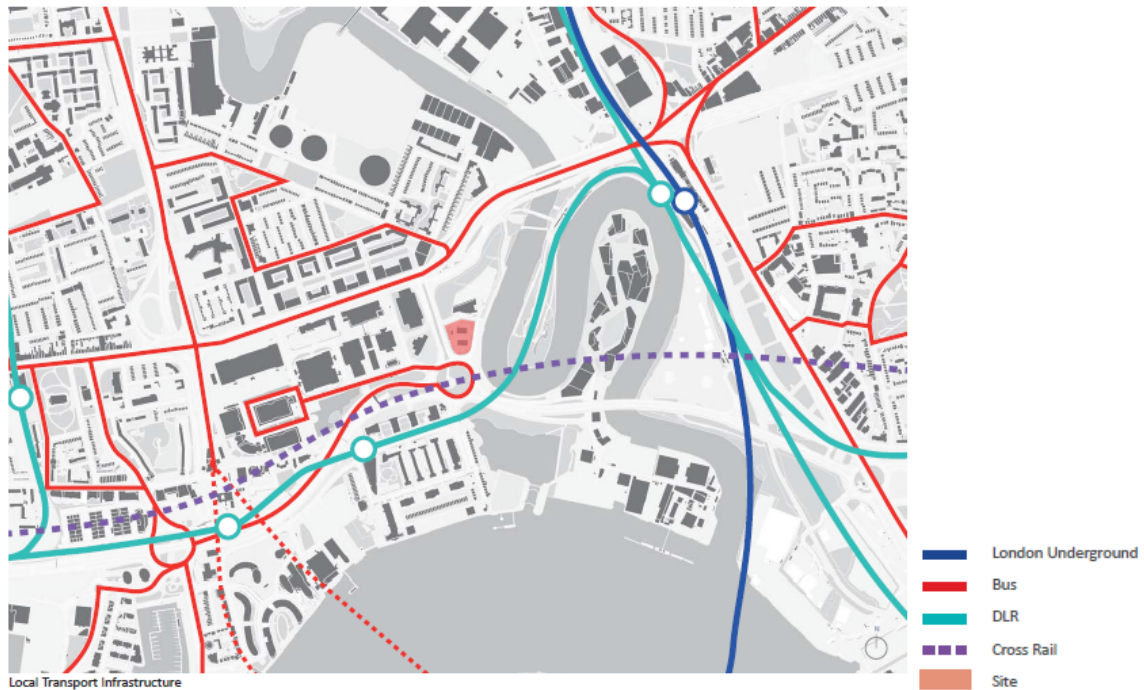 N
London Underground
Bus
DLR
Cross Rail
Site
Local Transport Infrastructure